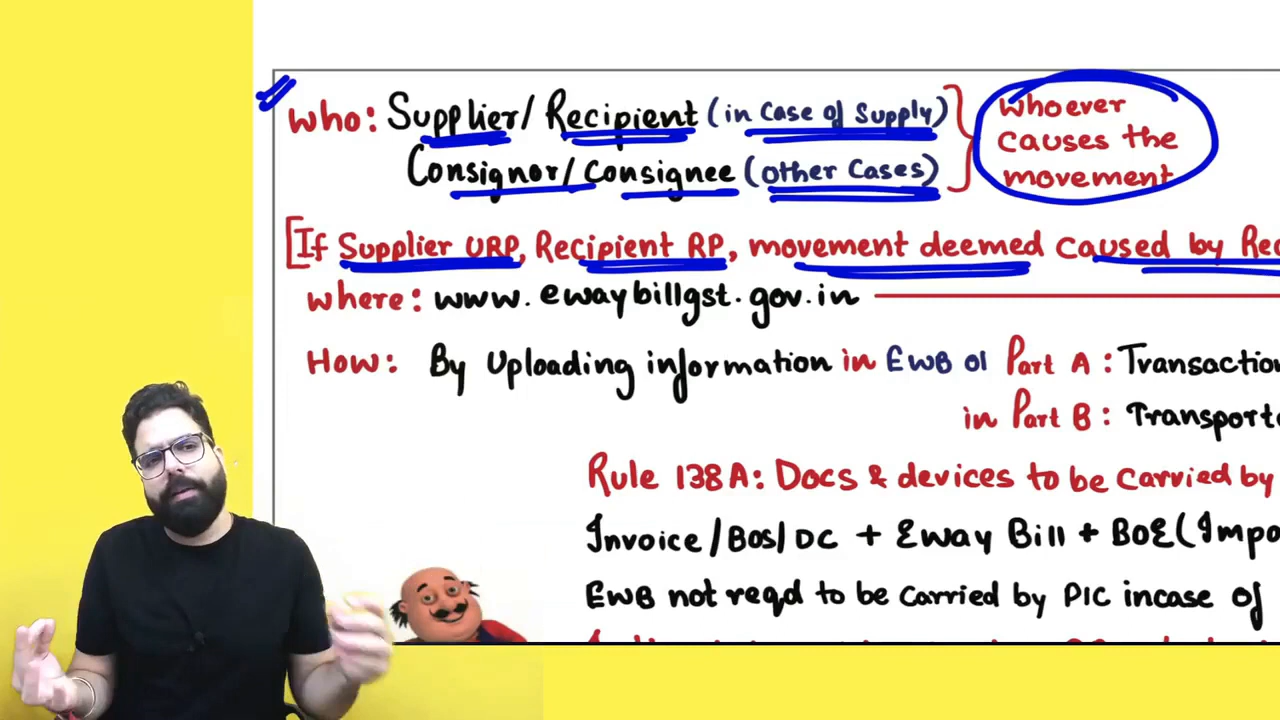 Who: Supplier/Recipient (in case of Supply)
Consignor/Consignee (other Cases)
Whoever
causes the
movement
[If Supplier URP, Recipient RP, movement deemed caused by
where: www.ewaybillgst.gov.in
How: By Uploading information in EWB 01 Part A: Transaction
in Part B:
Rule 138A: Docs & devices to be carried by
Invoice/BOS/DC + Eway Bill + BOE(
EWB not reqd to be carried by PIC incase of